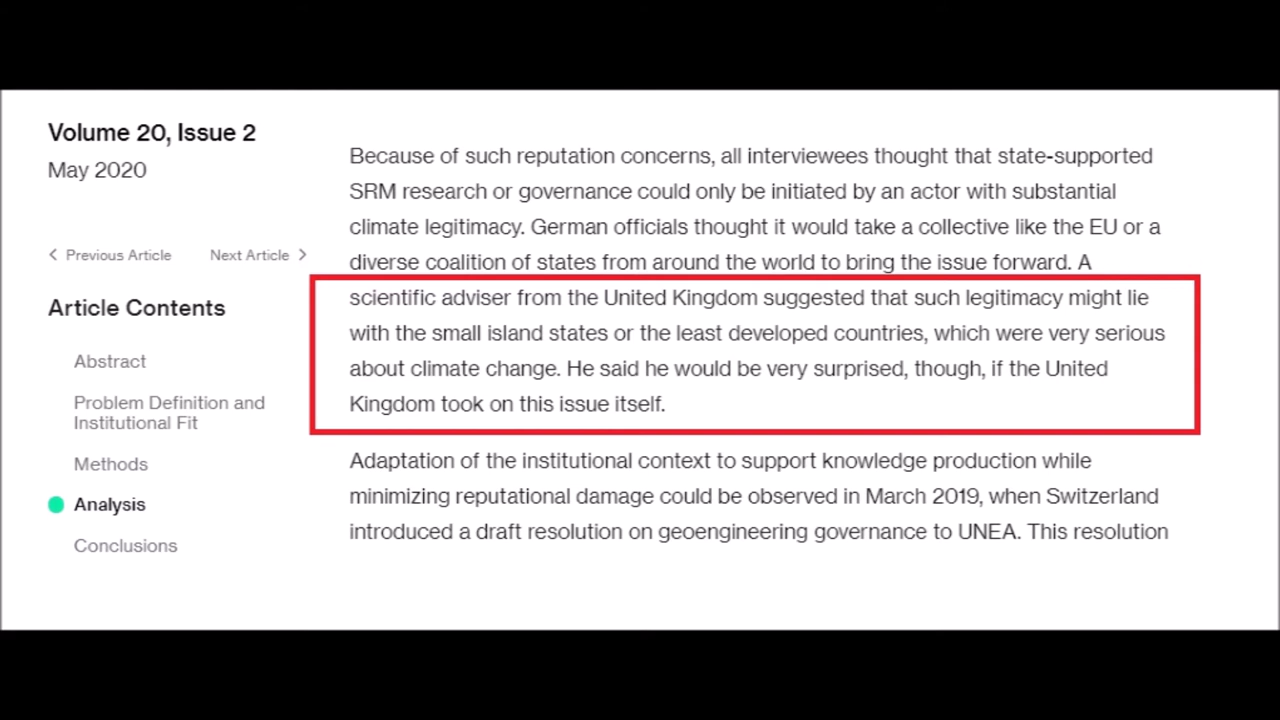 Volume 20, Issue 2
May 2020
Previous Article
Next Article
Article Contents
Abstract
Problem Definition and
Institutional Fit
Methods
Analysis
Conclusions
Because of such reputation concerns, all interviewees thought that state-supported
SRM research or governance could only be initiated by an actor with substantial
climate legitimacy. German officials thought it would take a collective like the EU or a
diverse coalition of states from around the world to bring the issue forward. A
scientific adviser from the United Kingdom suggested that such legitimacy might lie
with the small island states or the least developed countries, which were very serious
about climate change. He said he would be very surprised, though, if the United
Kingdom took on this issue itself.
Adaptation of the institutional context to support knowledge production while
minimizing reputational damage could be observed in March 2019, when Switzerland
introduced a draft resolution on geoengineering governance to UNEA. This resolution